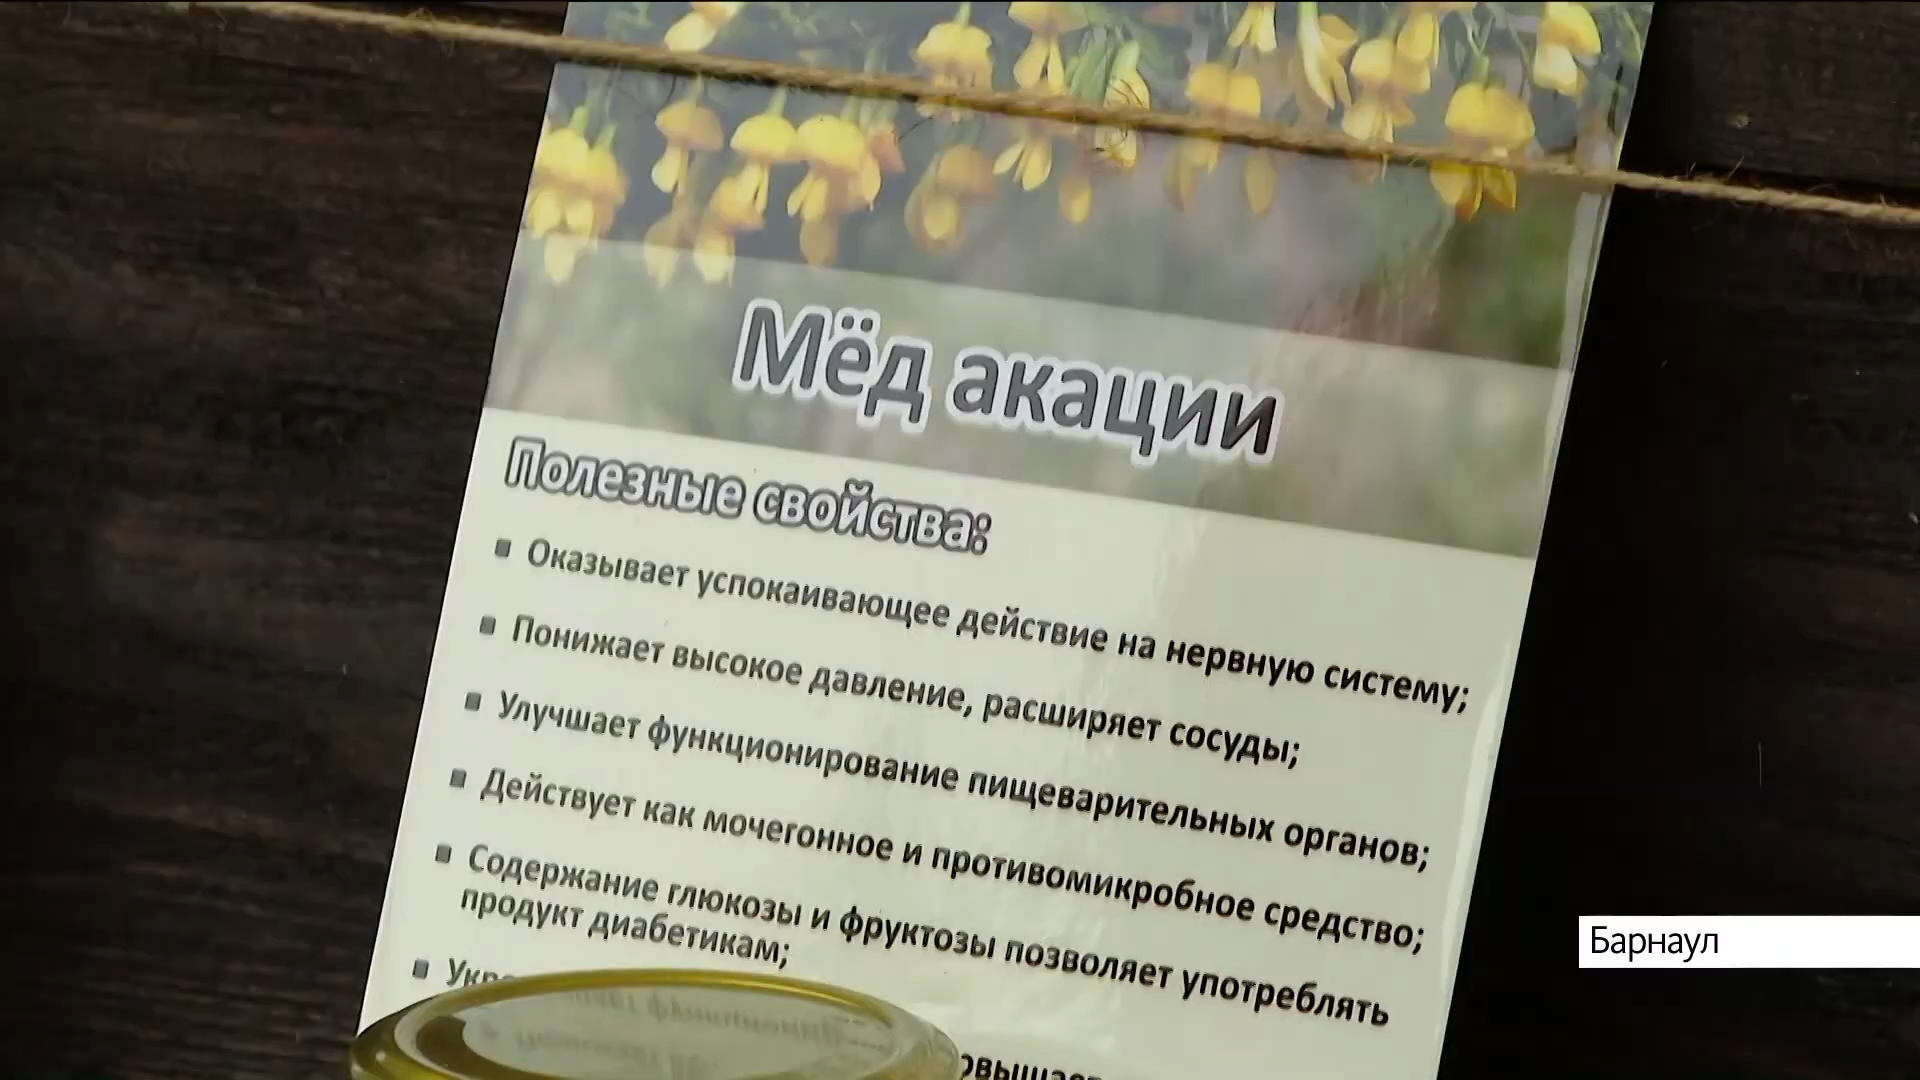 Мёд акации
Полезные свойства:
▪ Оказывает успокаивающее действие на нервную систему;
▪ Понижает высокое давление, расширяет сосуды;
▪ Улучшает функционирование пищеварительных органов;
▪ Действует как мочегонное и противомикробное средство;
▪ Содержание глюкозы и фруктозы позволяет употреблять
продукт диабетикам;
Барнаул